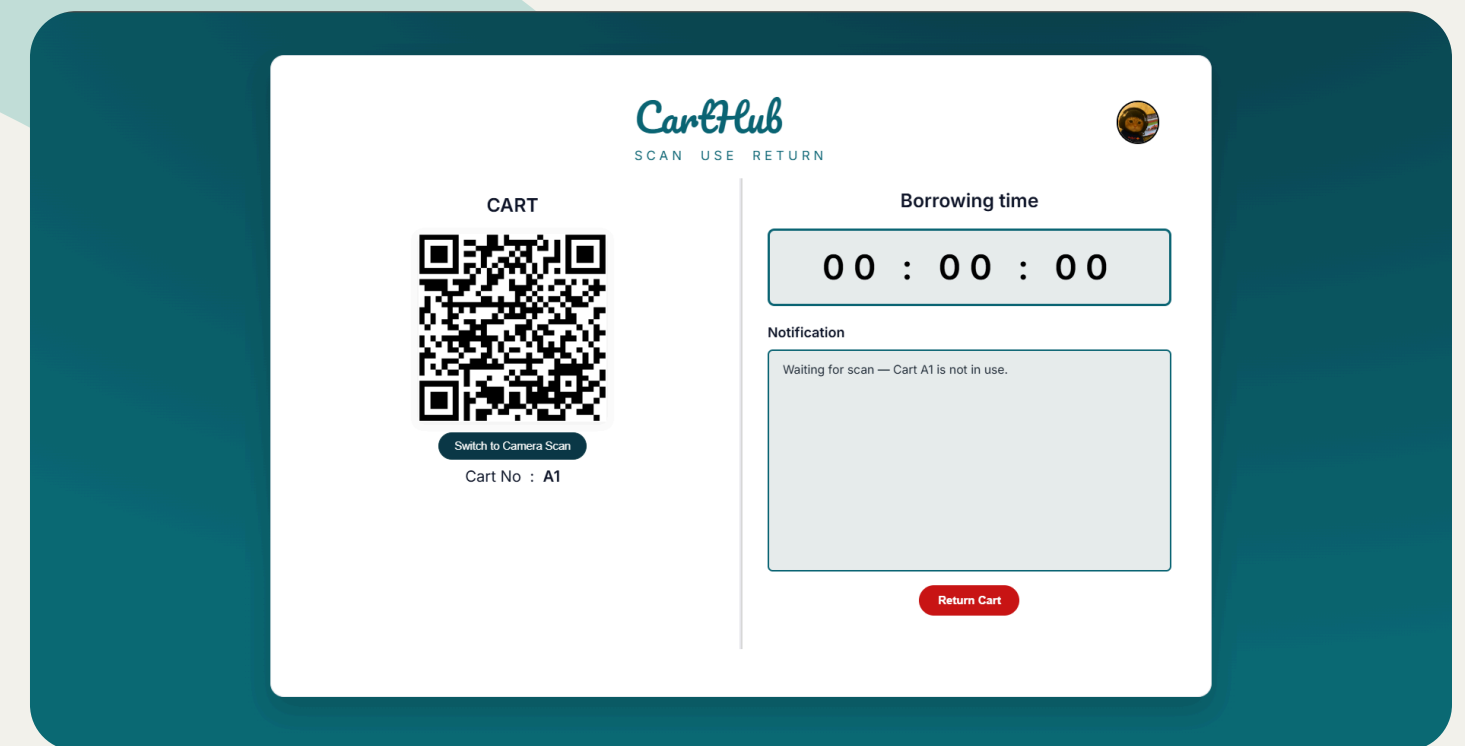 CartHub
SCAN USE RETURN
CART
Switch to Camera Scan
Cart No : A1
Borrowing time
00 : 00 : 00
Notification
Waiting for scan — Cart A1 is not in use.
Return Cart